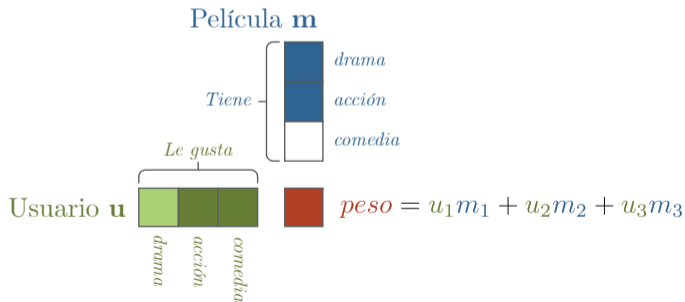 Película m
drama
Tiene
acción
comedia
Le gusta
Usuario u
peso = u₁m₁ + u₂m₂ + u₃m₃
drama
acción
comedia